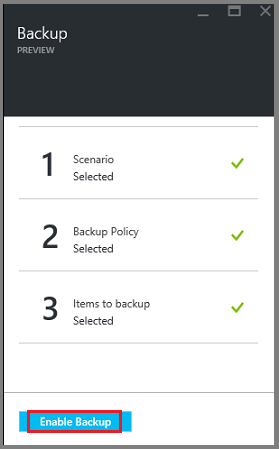 Backup
PREVIEW
1
Scenario
Selected
2
Backup Policy
Selected
3
Items to backup
Selected
Enable Backup